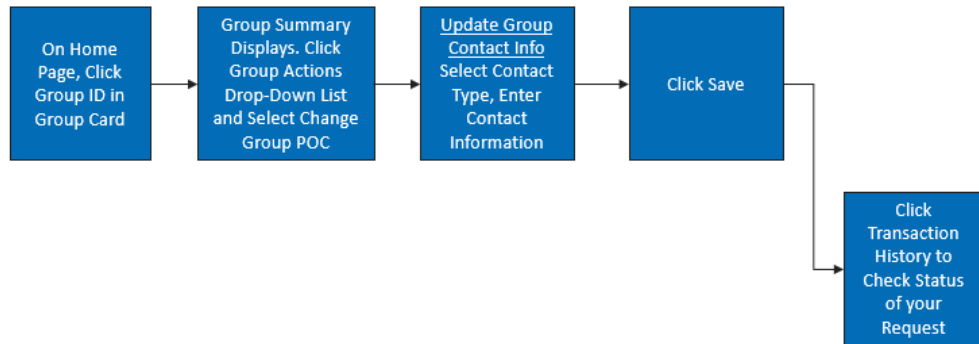 On Home
Page, Click
Group ID in
Group Card
Group Summary
Displays. Click
Group Actions
Drop-Down List
and Select Change
Group POC
Update Group
Contact Info
Select Contact
Type, Enter
Contact
Information
Click Save
Click
Transaction
History to
Check Status
of your
Request